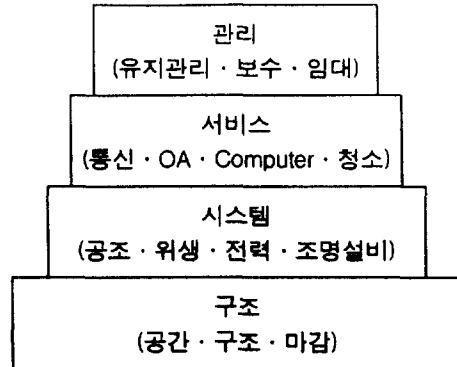 관리
(유지관리 · 보수 · 임대)
서비스
(통신 · OA · Computer · 청소)
시스템
(공조 · 위생 · 전력 · 조명설비)
구조
(공간 · 구조 · 마감)